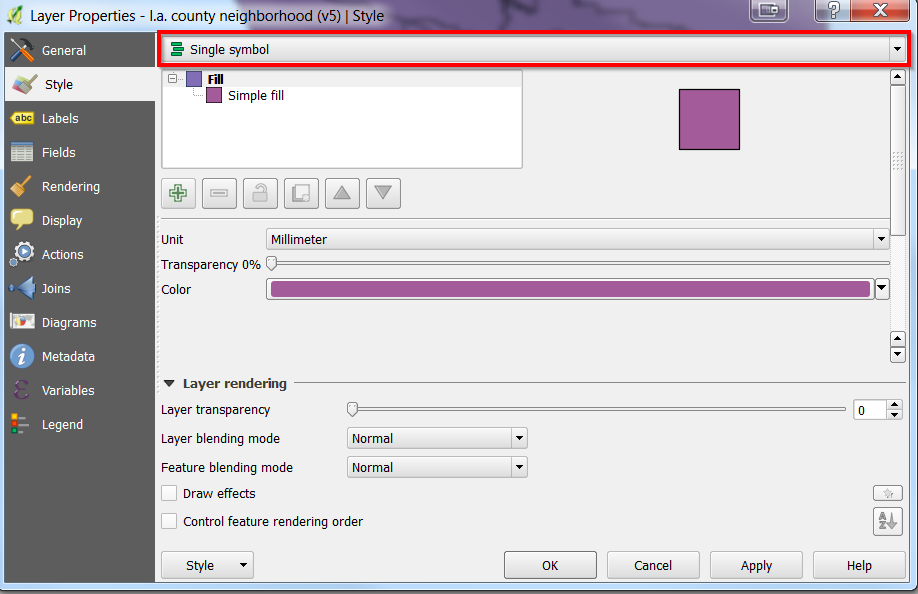 Layer Properties - l.a. county neighborhood (v5) | Style
General
Style
abc Labels
Fields
Rendering
Display
Actions
Joins
Diagrams
Metadata
Variables
Legend
Single symbol
Fill
Simple fill
Unit Millimeter
Transparency 0%
Color
Layer rendering
Layer transparency 0
Layer blending mode Normal
Feature blending mode Normal
Draw effects
Control feature rendering order
AZ
Style OK Cancel Apply Help